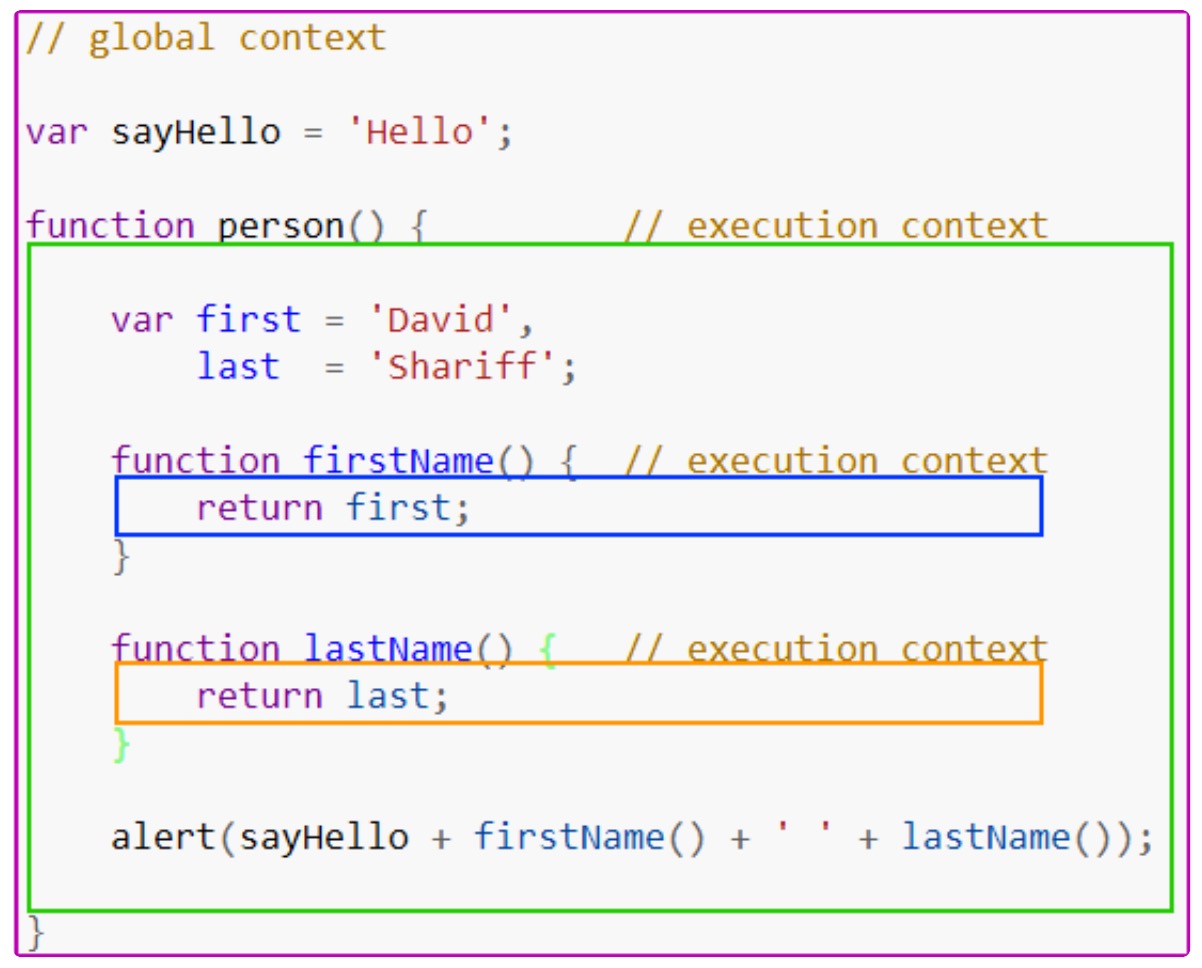 // global context
var sayHello = 'Hello';
function person() {         // execution context
    var first = 'David',
        last  = 'Shariff';
    function firstName() {  // execution context
        return first;
    }
    function lastName() {   // execution context
        return last;
    }
    alert(sayHello + firstName() + ' ' + lastName());
}